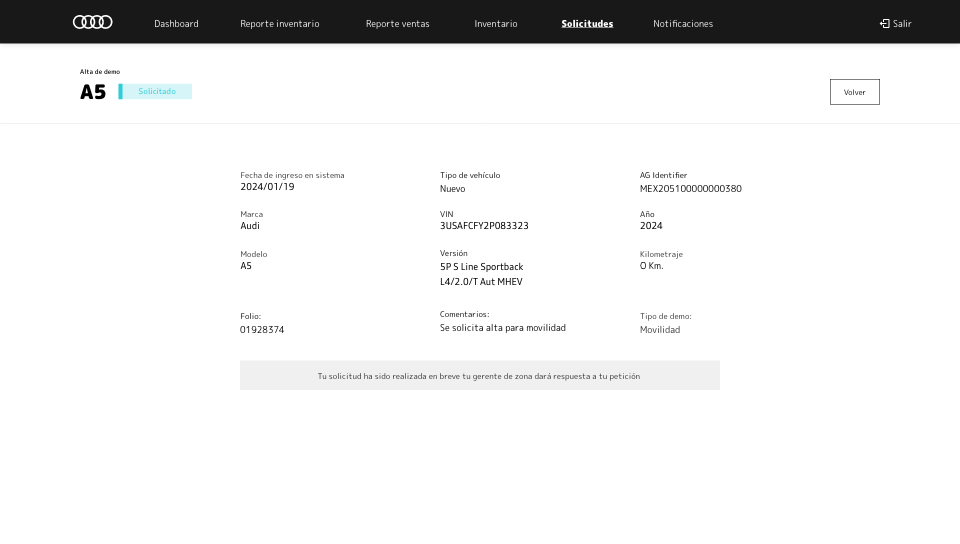 Dashboard
Reporte inventario
Reporte ventas
Inventario
Solicitudes
Notificaciones
Salir
Alta de demo
A5
Solicitado
Volver
Fecha de ingreso en sistema
2024/01/19
Tipo de vehículo
Nuevo
AG Identifier
MEX205100000000380
Marca
Audi
VIN
3USAFCFY2P083323
Año
2024
Modelo
A5
Versión
5P S Line Sportback
L4/2.0/T Aut MHEV
Kilometraje
0 Km.
Folio:
01928374
Comentarios:
Se solicita alta para movilidad
Tipo de demo:
Movilidad
Tu solicitud ha sido realizada en breve tu gerente de zona dará respuesta a tu petición